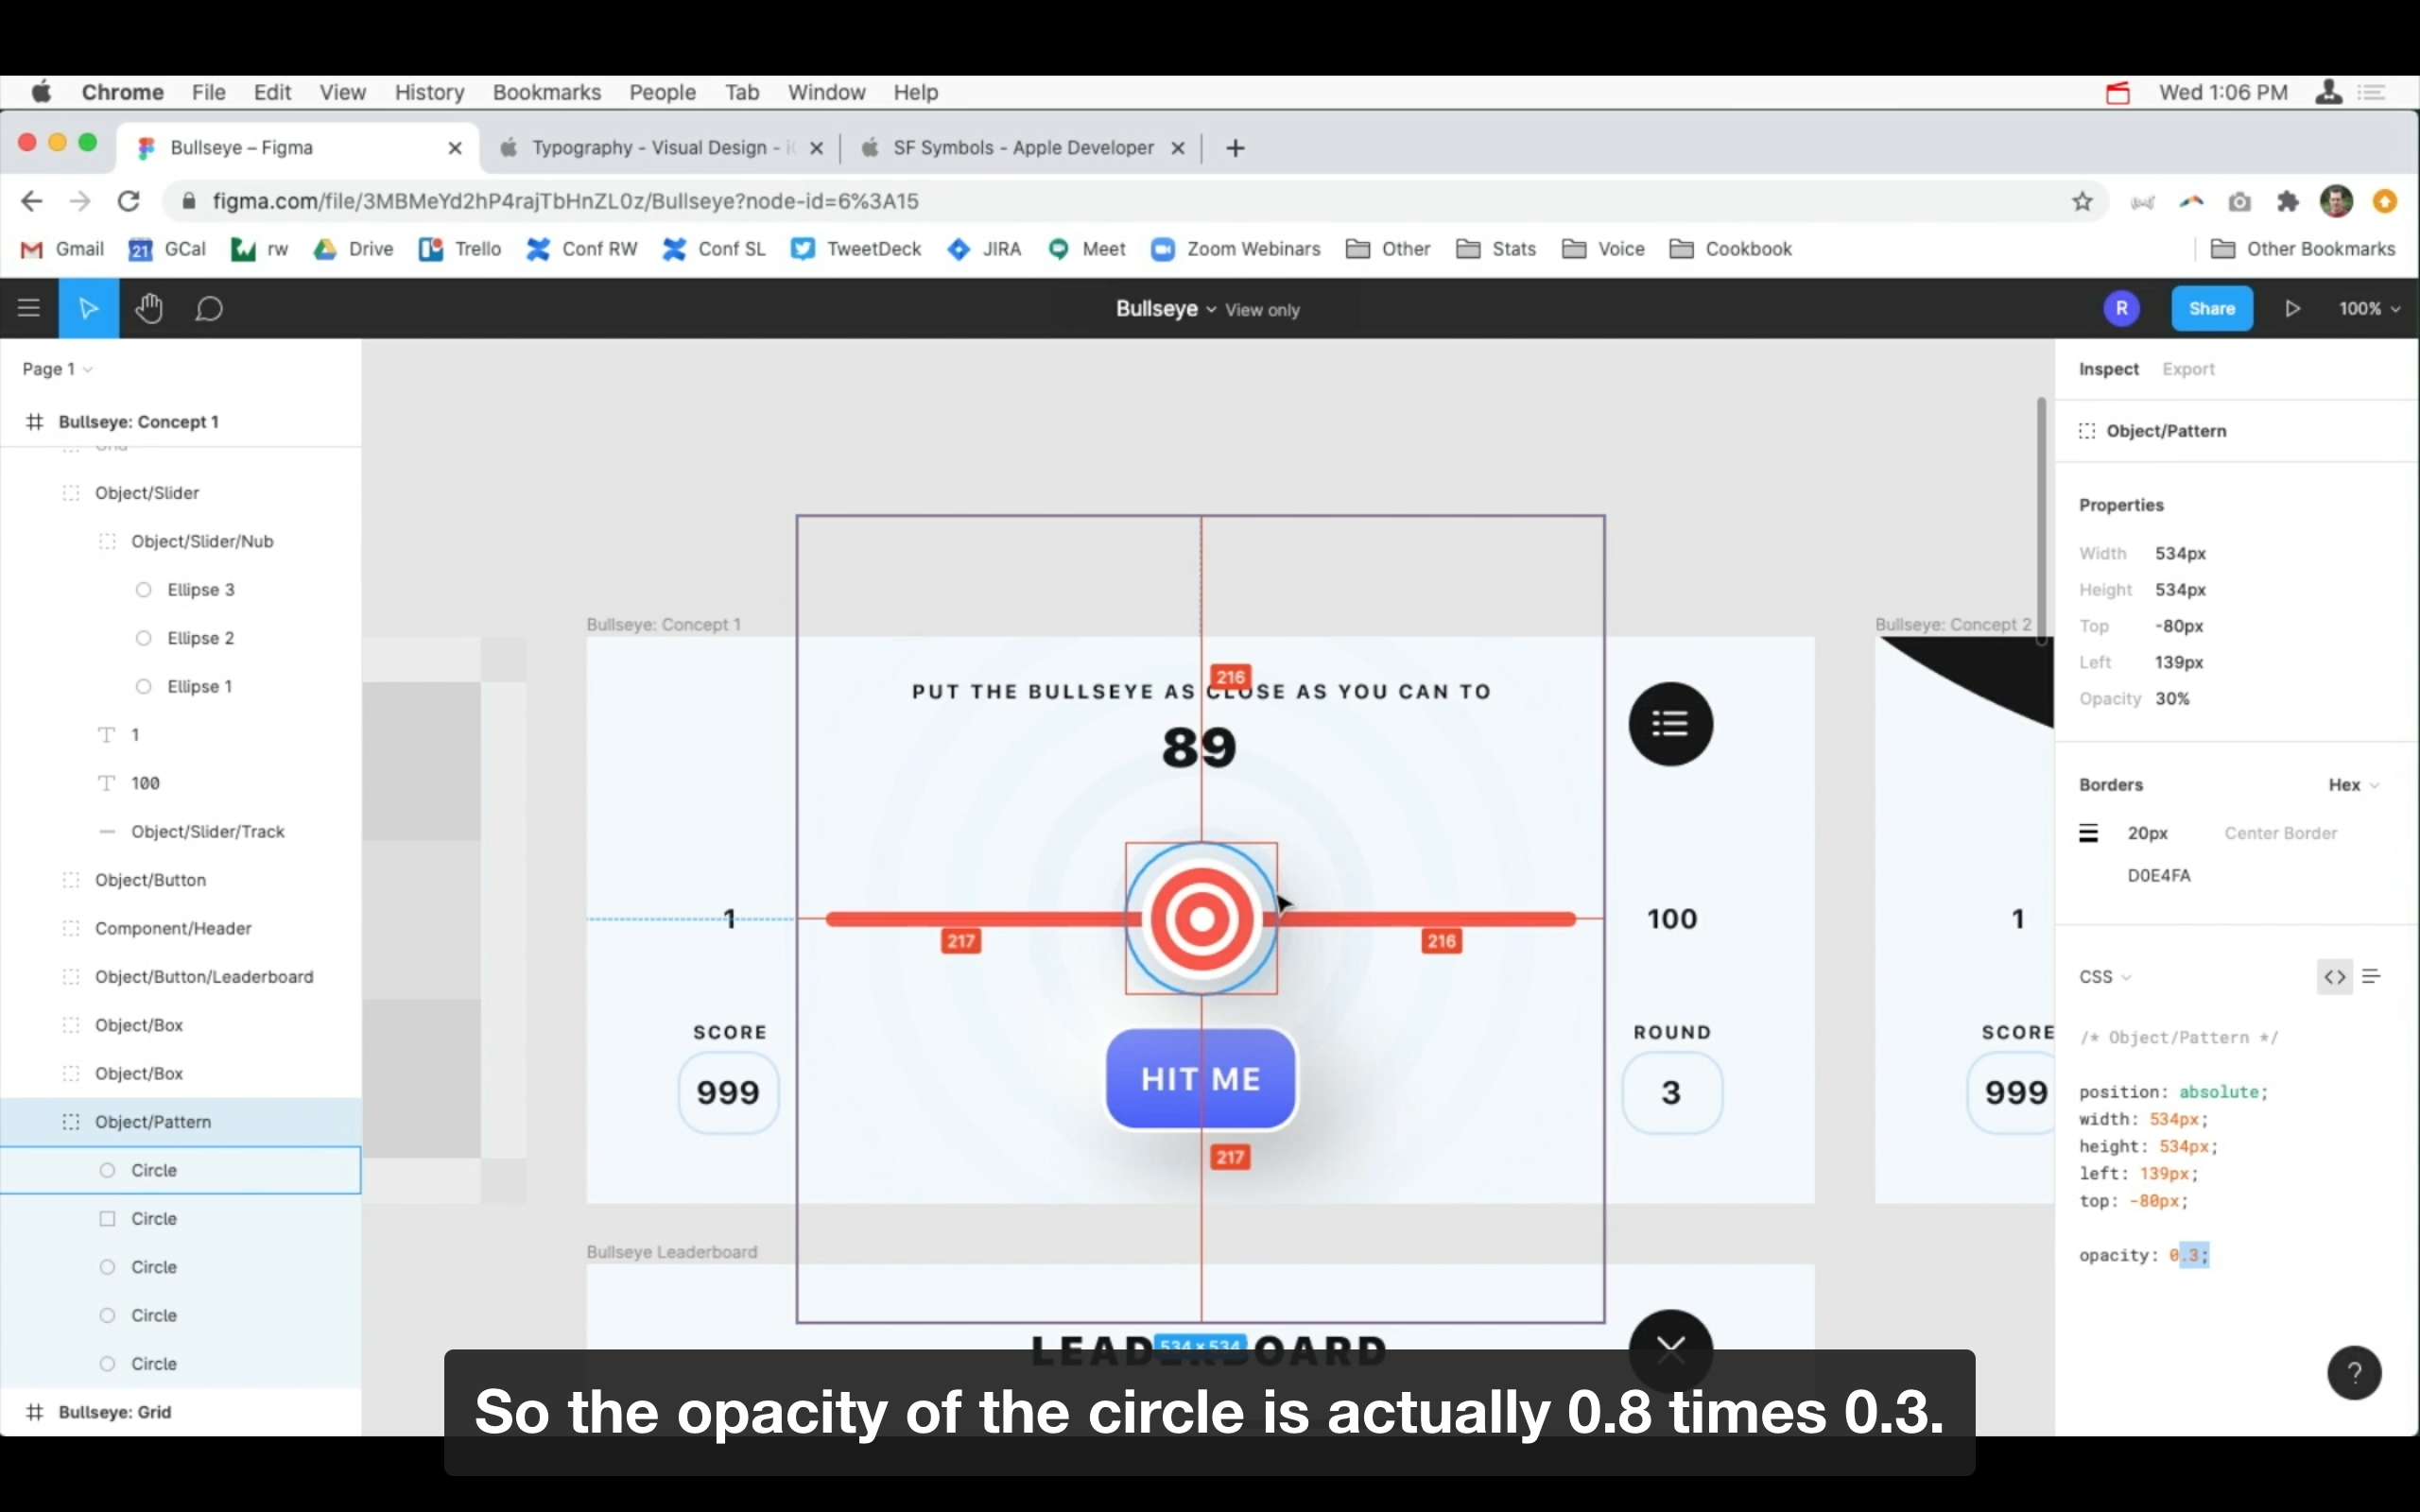 Chrome File Edit View History Bookmarks People Tab Window Help Wed 1:06 PM
Bullseye – Figma Typography - Visual Design - SF Symbols - Apple Developer
figma.com/file/3MBMeYd2hP4rajTbHnZL0z/Bullseye?node-id=6%3A15
Gmail 21 GCal rw Drive Trello Conf RW Conf SL TweetDeck JIRA Meet Zoom Webinars Other Stats Voice Cookbook Other Bookmarks
Bullseye View only R Share 100%
Page 1
Bullseye: Concept 1
Object/Slider
Object/Slider/Nub
Ellipse 3
Ellipse 2
Ellipse 1
1
100
Object/Slider/Track
Object/Button
Component/Header
Object/Button/Leaderboard
Object/Box
Object/Box
Object/Pattern
Circle
Circle
Circle
Circle
Circle
Bullseye: Grid
Bullseye: Concept 1
216
PUT THE BULLSEYE AS CLOSE AS YOU CAN TO
89
1
100
217
216
SCORE
999
HIT ME
ROUND
3
217
Bullseye: Concept 2
1
SCORE
999
Bullseye Leaderboard
LEADERBOARD
534 × 534
Inspect Export
Object/Pattern
Properties
Width 534px
Height 534px
Top -80px
Left 139px
Opacity 30%
Borders Hex
20px Center Border
D0E4FA
CSS
/* Object/Pattern */
position: absolute;
width: 534px;
height: 534px;
left: 139px;
top: -80px;
opacity: 0.3;
?
So the opacity of the circle is actually 0.8 times 0.3.